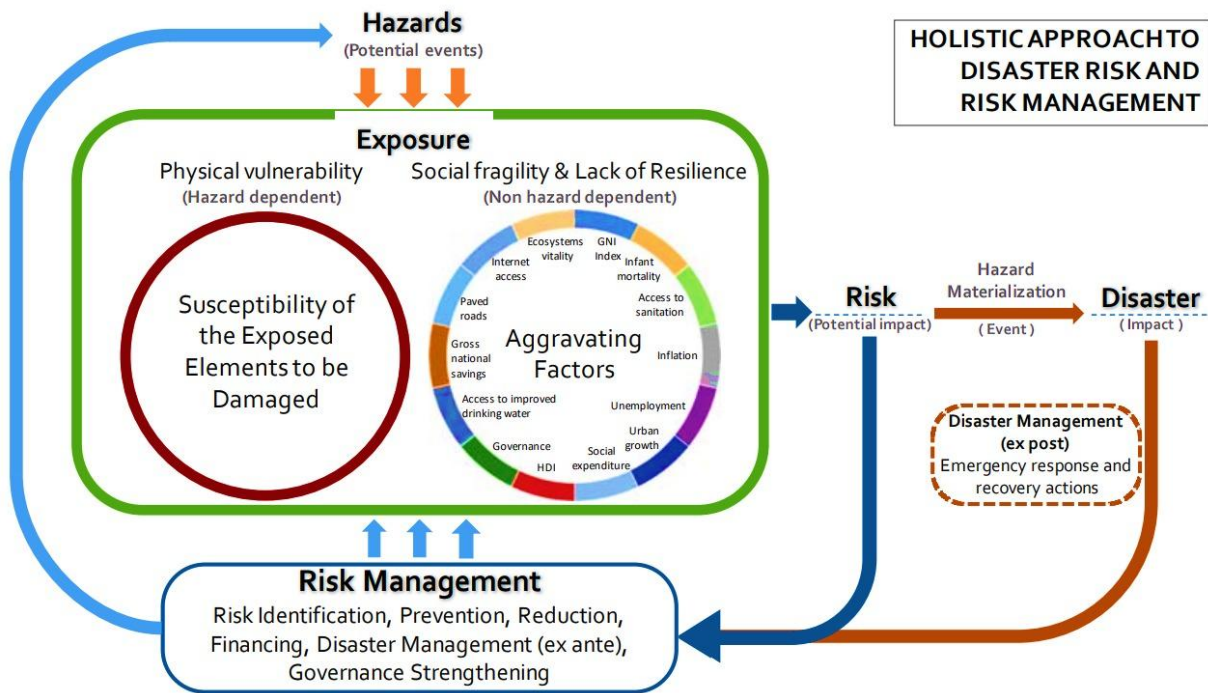 Hazards
(Potential events)
HOLISTIC APPROACH TO
DISASTER RISK AND
RISK MANAGEMENT
Exposure
Physical vulnerability
(Hazard dependent)
Social fragility & Lack of Resilience
(Non hazard dependent)
Susceptibility of
the Exposed
Elements to be
Damaged
Aggravating
Factors
Ecosystems
vitality
GNI
Index
Infant
mortality
Access to
sanitation
Inflation
Unemployment
Urban
growth
Social
expenditure
HDI
Governance
Access to improved
drinking water
Gross
national
savings
Paved
roads
Internet
access
Risk
(Potential impact)
Hazard
Materialization
(Event)
Disaster
(Impact)
Disaster Management
(ex post)
Emergency response and
recovery actions
Risk Management
Risk Identification, Prevention, Reduction,
Financing, Disaster Management (ex ante),
Governance Strengthening